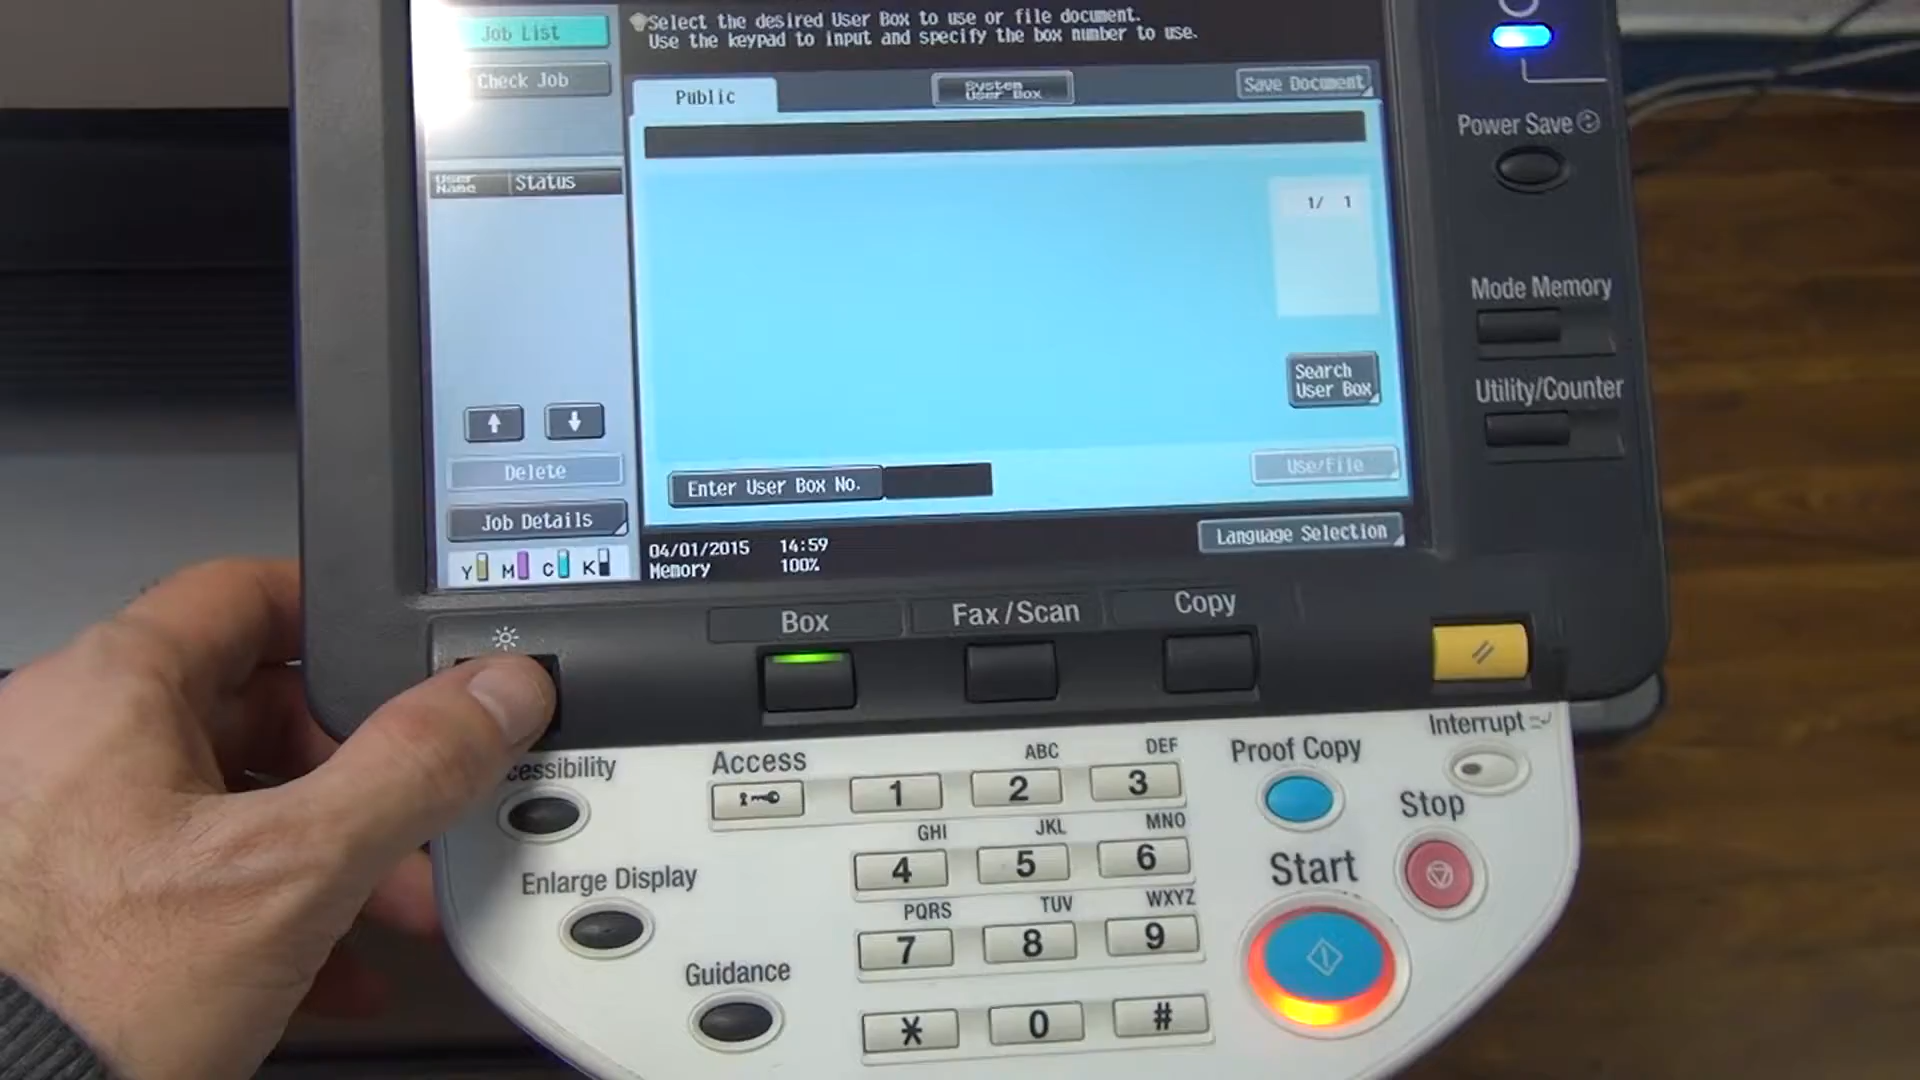 Job List
Check Job
User Name
Status
Delete
Job Details
Y M C K
Select the desired User Box to use or file document.
Use the keypad to input and specify the box number to use.
Public
System User Box
Save Document
1/ 1
Search
User Box
Enter User Box No.
Use/File
04/01/2015 14:59
Memory 100%
Language Selection
Power Save
Mode Memory
Utility/Counter
Box
Fax/Scan
Copy
cessibility
Access
Enlarge Display
Guidance
ABC
DEF
1
2
3
GHI
JKL
MNO
4
5
6
PQRS
TUV
WXYZ
7
8
9
*
0
#
Proof Copy
Interrupt
Stop
Start